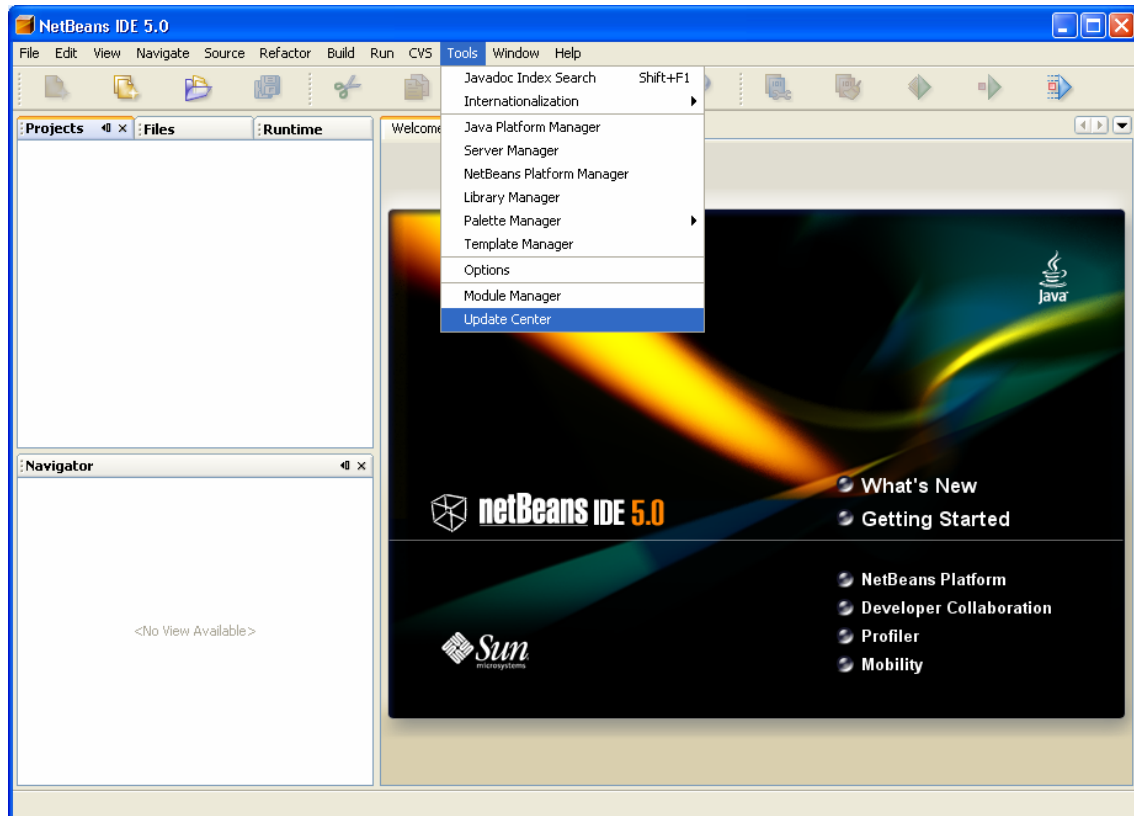 NetBeans IDE 5.0
File Edit View Navigate Source Refactor Build Run CVS Tools Window Help
Javadoc Index Search Shift+F1
Internationalization
Java Platform Manager
Server Manager
NetBeans Platform Manager
Library Manager
Palette Manager
Template Manager
Options
Module Manager
Update Center
Projects Files Runtime
Welcome
Java
Navigator
<No View Available>
netBeans IDE 5.0
What's New
Getting Started
NetBeans Platform
Developer Collaboration
Profiler
Mobility
Sun
microsystems